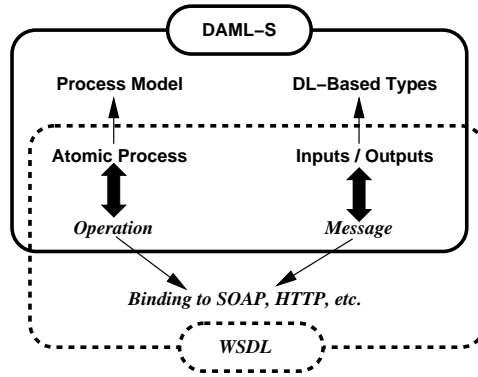 DAML–S
Process Model
DL–Based Types
Atomic Process
Inputs / Outputs
Operation
Message
Binding to SOAP, HTTP, etc.
WSDL